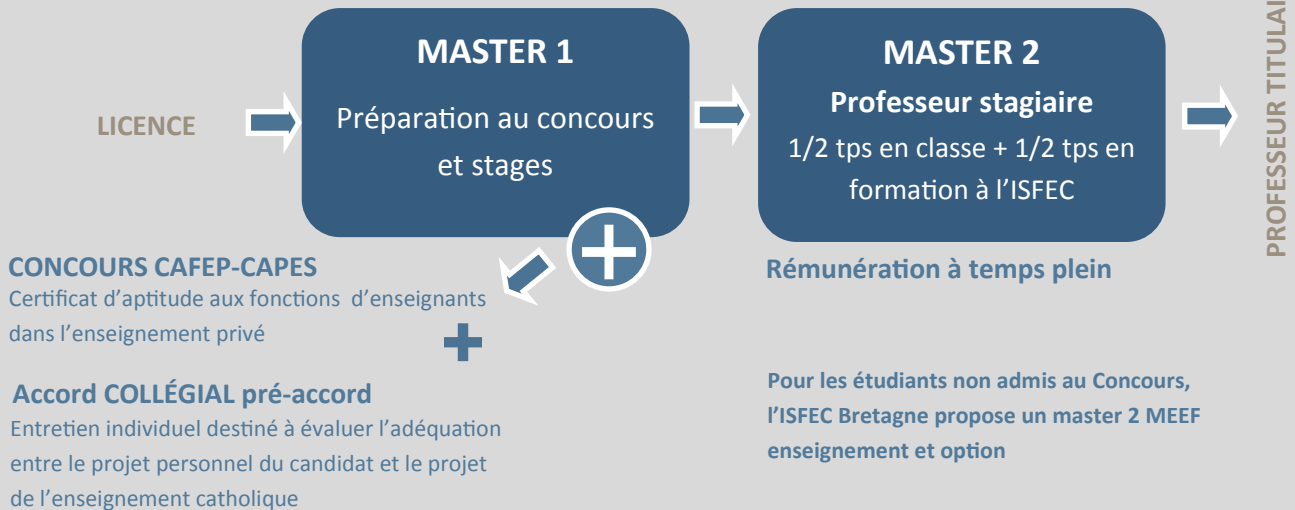 LICENCE
MASTER 1
Préparation au concours
et stages
MASTER 2
Professeur stagiaire
1/2 tps en classe + 1/2 tps en
formation à l’ISFEC
PROFESSEUR
CONCOURS CAFEP-CAPES
Certificat d’aptitude aux fonctions d’enseignants
dans l’enseignement privé
Accord COLLÉGIAL pré-accord
Entretien individuel destiné à évaluer l’adéquation
entre le projet personnel du candidat et le projet
de l’enseignement catholique
Rémunération à temps plein
Pour les étudiants non admis au Concours,
l’ISFEC Bretagne propose un master 2 MEEF
enseignement et option